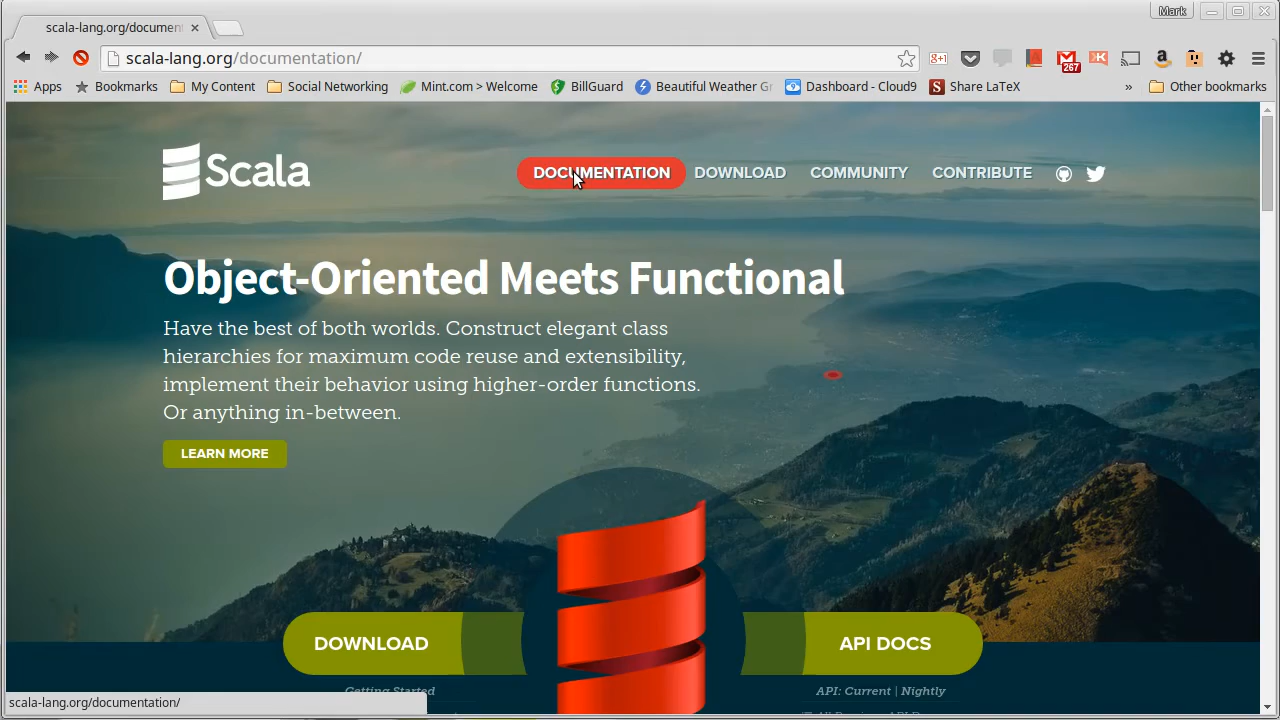 Mark
scala-lang.org/documen
scala-lang.org/documentation/
g+1
267
Apps
Bookmarks
My Content
Social Networking
Mint.com > Welcome
BillGuard
Beautiful Weather Gr
Dashboard - Cloud9
S
Share LaTeX
»
Other bookmarks
Scala
DOCUMENTATION
DOWNLOAD
COMMUNITY
CONTRIBUTE
Object-Oriented Meets Functional
Have the best of both worlds. Construct elegant class
hierarchies for maximum code reuse and extensibility,
implement their behavior using higher-order functions.
Or anything in-between.
LEARN MORE
DOWNLOAD
API DOCS
Getting Started
API: Current | Nightly
scala-lang.org/documentation/